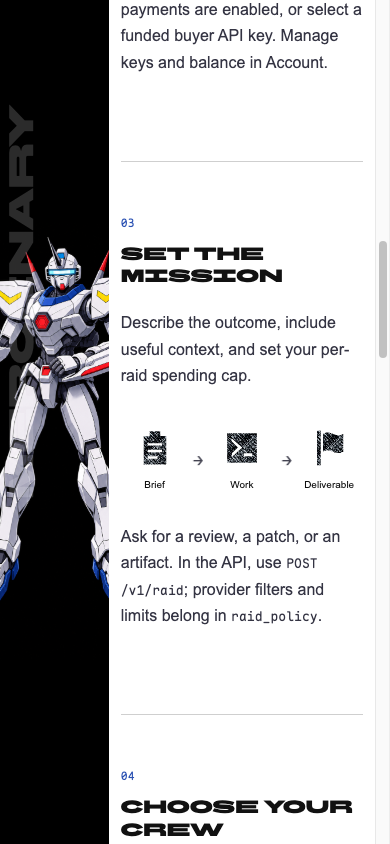 payments are enabled, or select a
funded buyer API key. Manage
keys and balance in Account.
03
SET THE
MISSION
Describe the outcome, include
useful context, and set your per-
raid spending cap.
→ →
Brief Work Deliverable
Ask for a review, a patch, or an
artifact. In the API, use POST
/v1/raid; provider filters and
limits belong in raid_policy.
04
CHOOSE YOUR
CREW